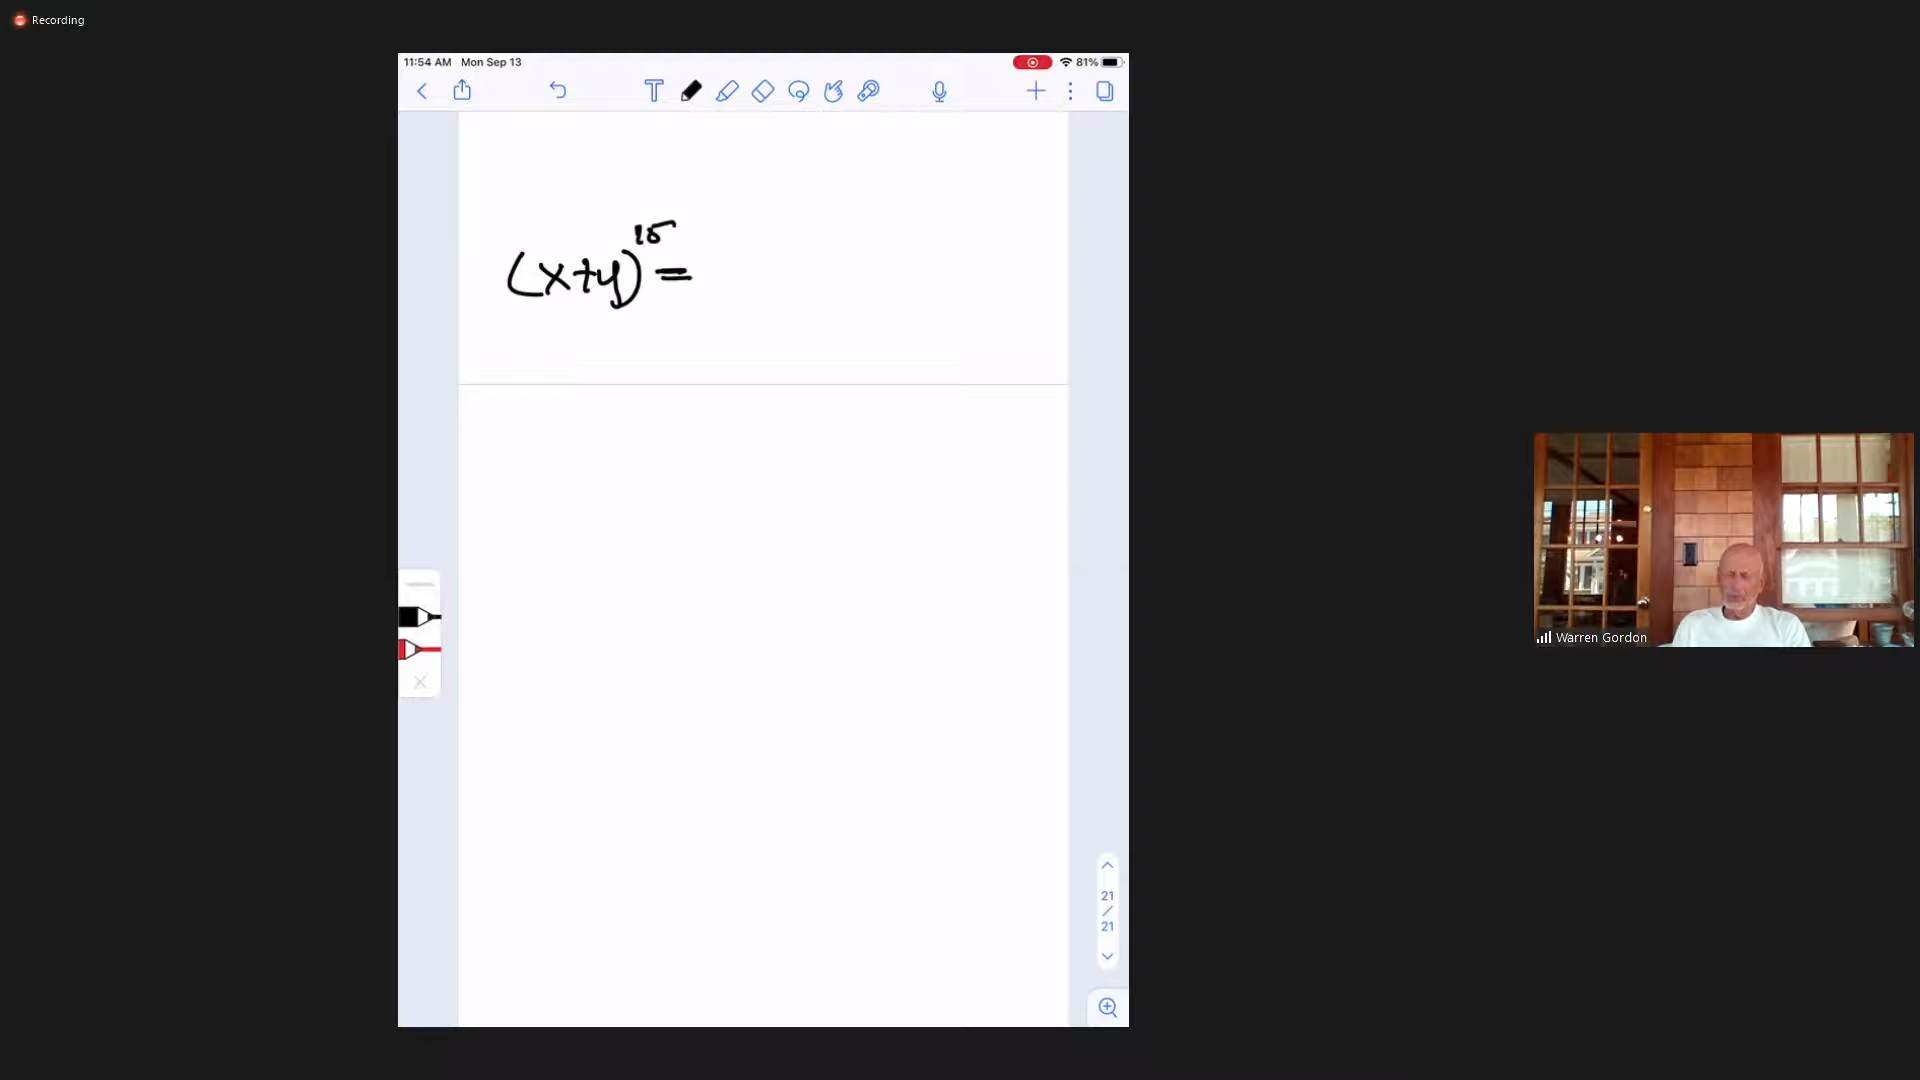 Recording
11:54 AM Mon Sep 13
81%
T
(x+y)¹⁵ =
Warren Gordon
21
/
21